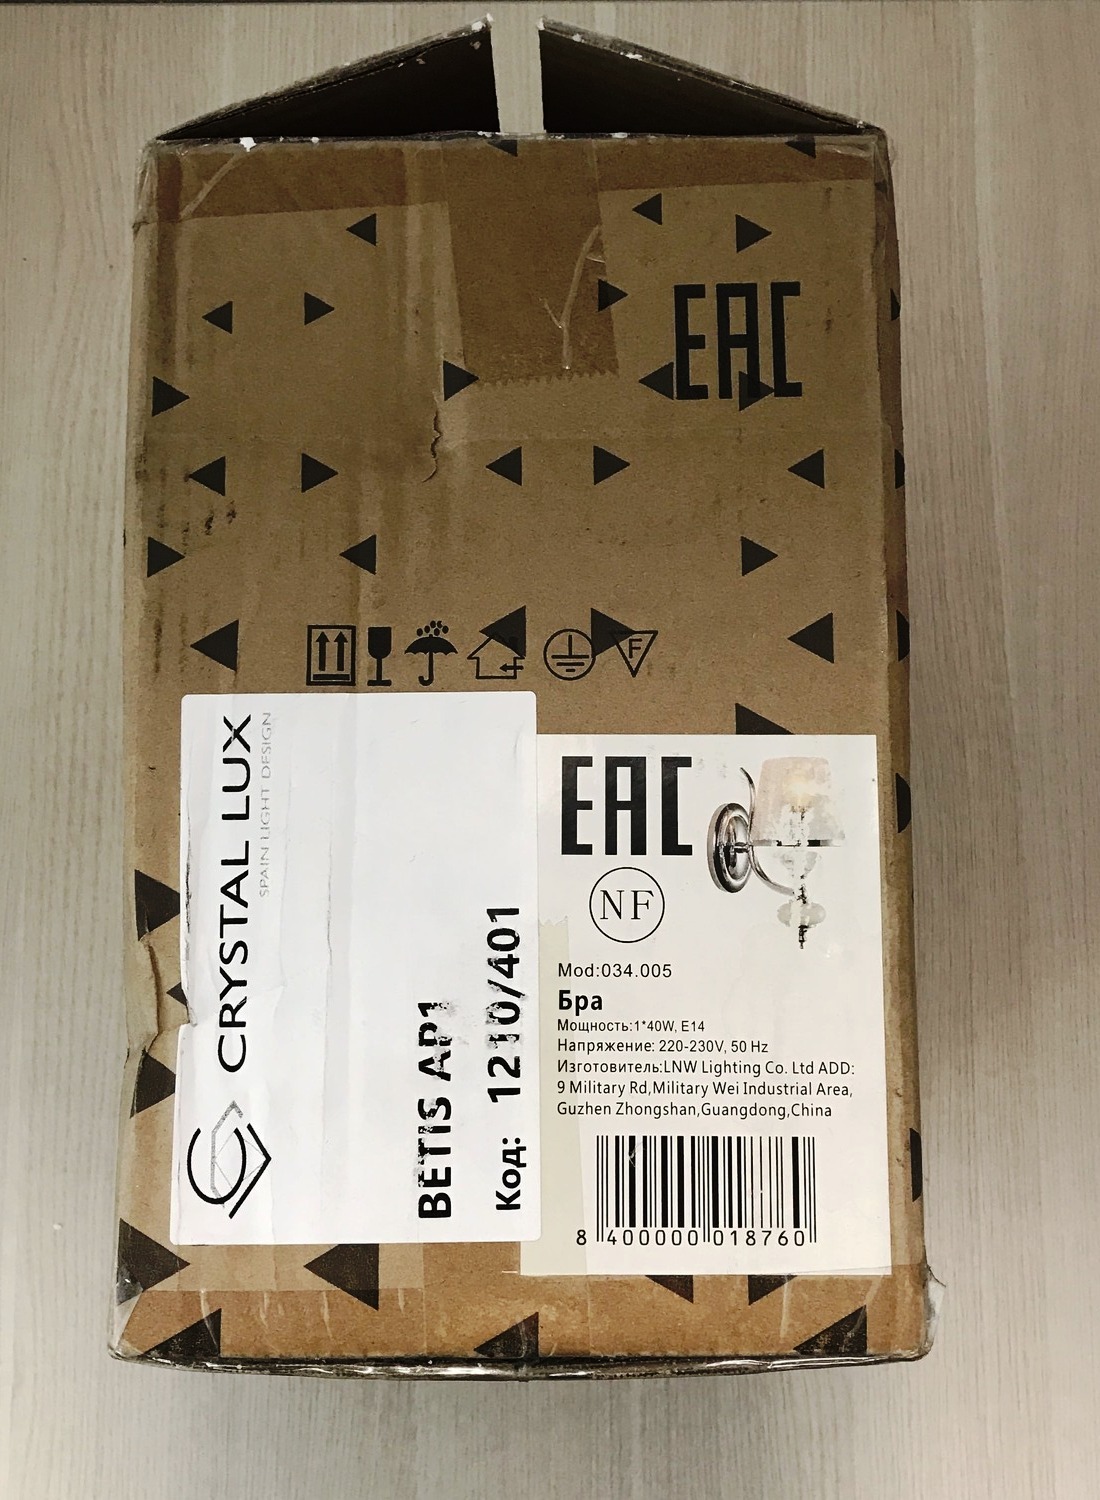 EAC
F
CRYSTAL LUX
SPAIN LIGHT DESIGN
BETIS AP1
Код: 1210/401
EAC
NF
Mod:034.005
Бра
Мощность:1*40W, E14
Напряжение: 220-230V, 50 Hz
Изготовитель:LNW Lighting Co. Ltd ADD:
9 Military Rd,Military Wei Industrial Area,
Guzhen Zhongshan,Guangdong,China
8 400000 018760